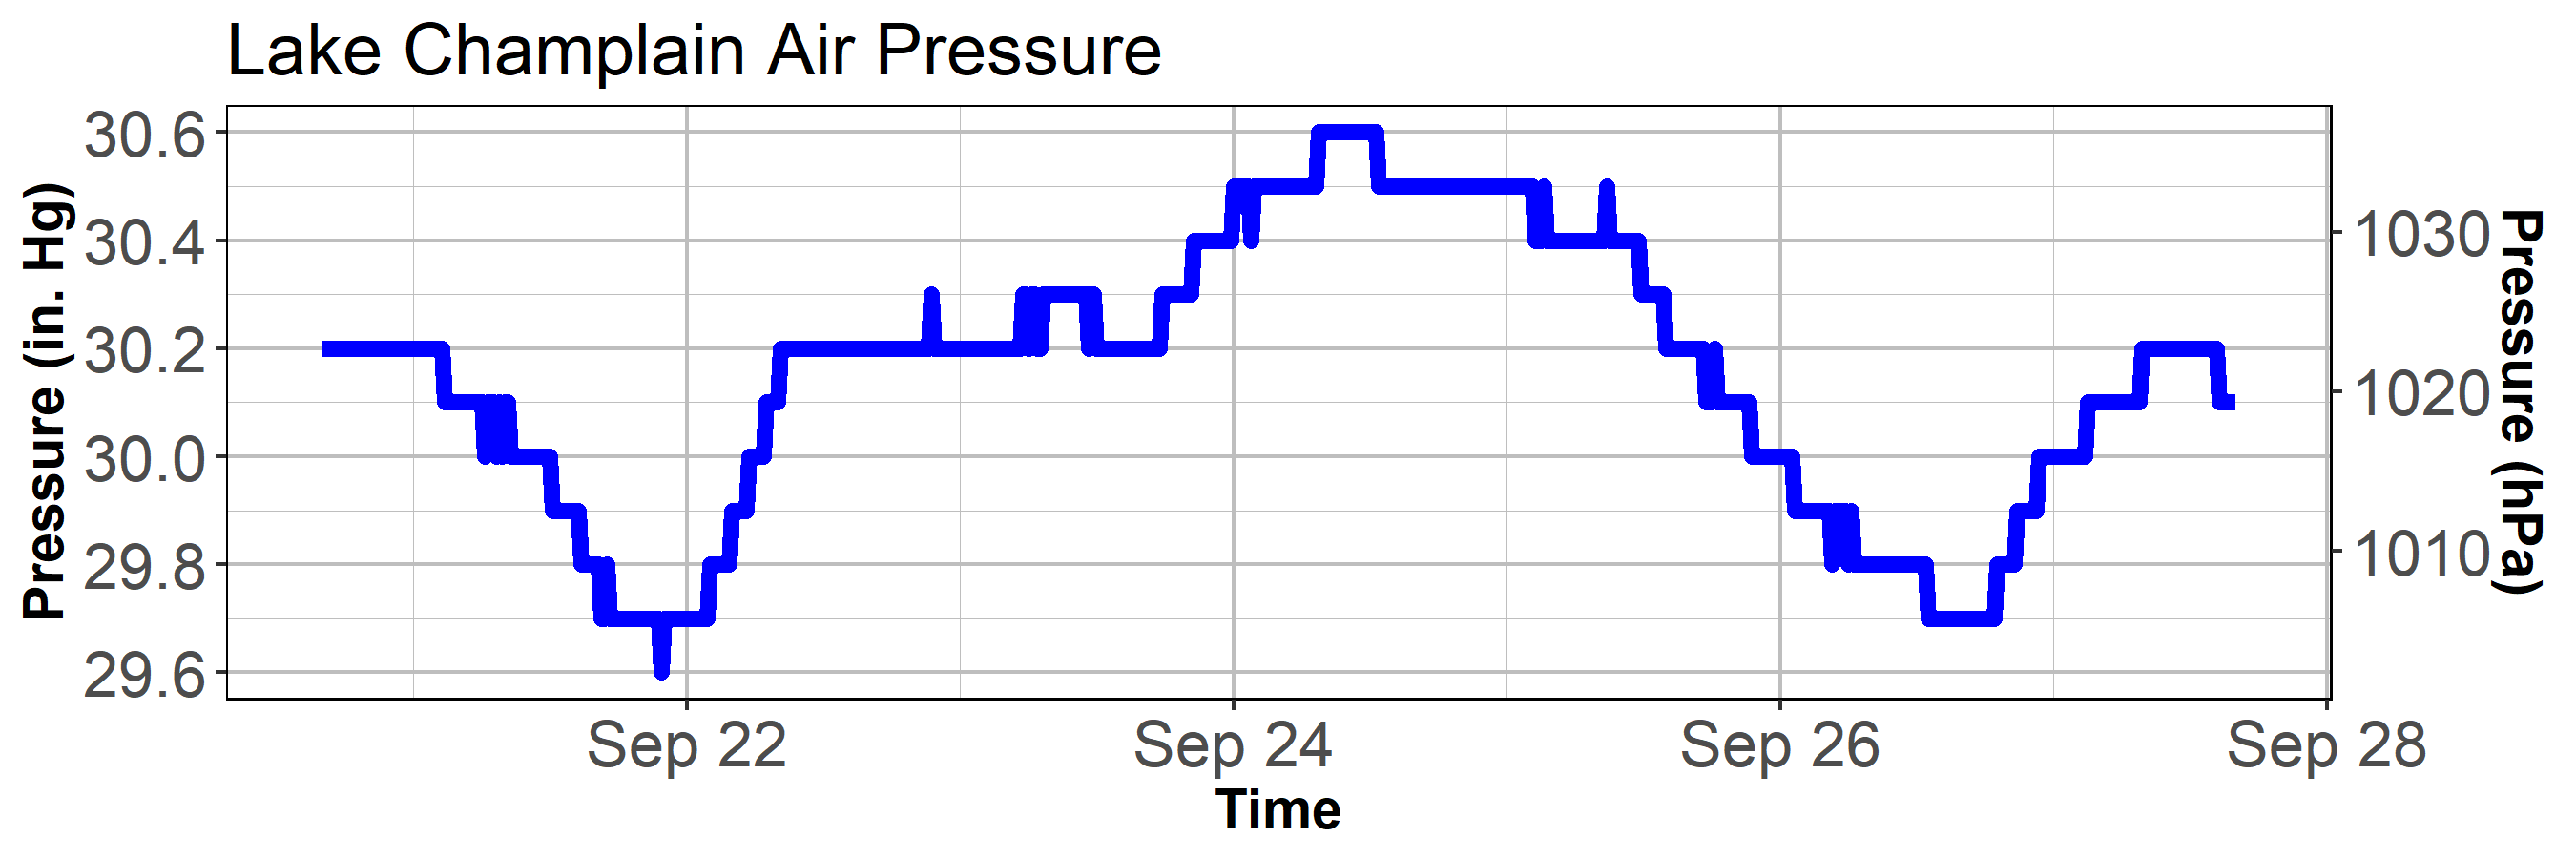 Lake Champlain Air Pressure
Pressure (in. Hg)
30.6
30.4
30.2
30.0
29.8
29.6
1030
1020
1010
Pressure (hPa)
Sep 22 Sep 24 Sep 26 Sep 28
Time